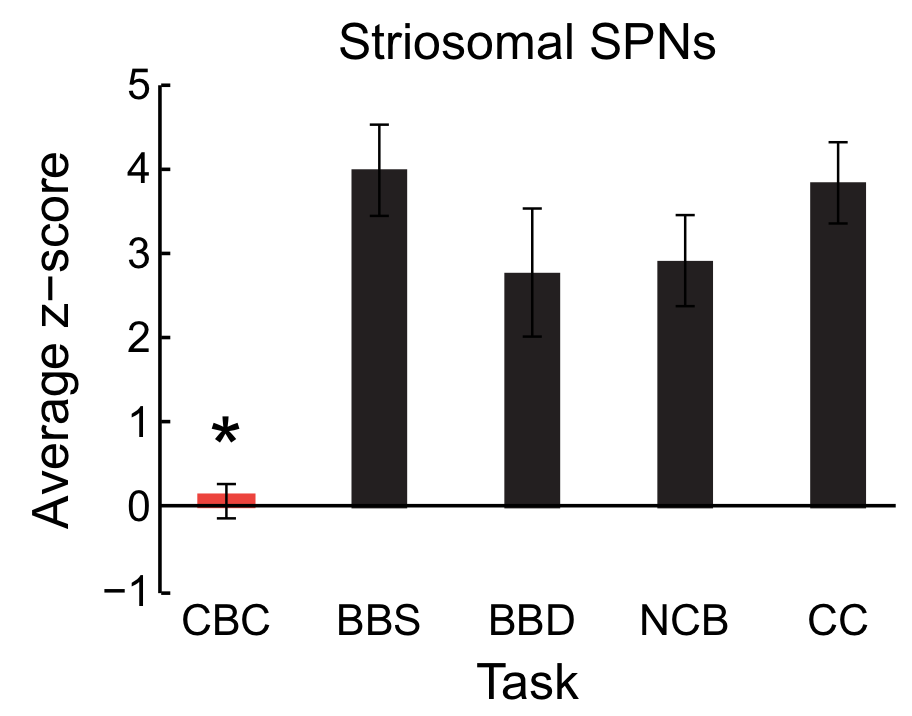 Striosomal SPNs
Average z−score
5
4
3
2
1
0
−1
*
CBC BBS BBD NCB CC
Task